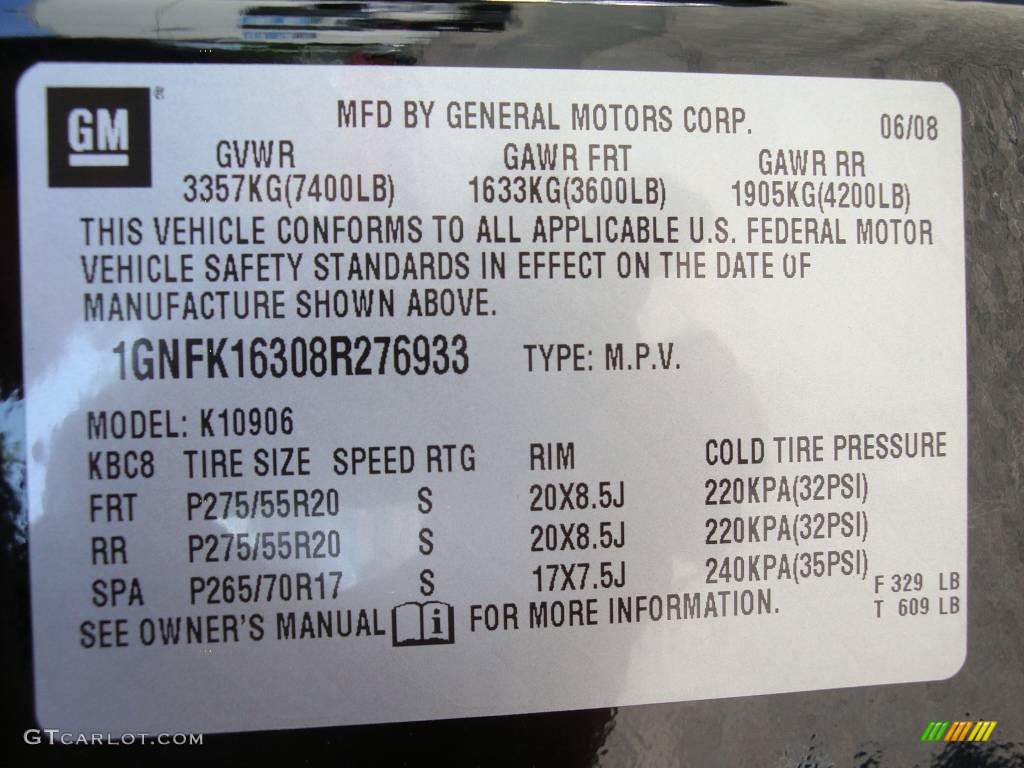 GM®
MFD BY GENERAL MOTORS CORP. 06/08
GVWR GAWR FRT GAWR RR
3357KG(7400LB) 1633KG(3600LB) 1905KG(4200LB)
THIS VEHICLE CONFORMS TO ALL APPLICABLE U.S. FEDERAL MOTOR
VEHICLE SAFETY STANDARDS IN EFFECT ON THE DATE OF
MANUFACTURE SHOWN ABOVE.
1GNFK16308R276933 TYPE: M.P.V.
MODEL: K10906
KBC8 TIRE SIZE SPEED RTG RIM COLD TIRE PRESSURE
FRT P275/55R20 S 20X8.5J 220KPA(32PSI)
RR P275/55R20 S 20X8.5J 220KPA(32PSI)
SPA P265/70R17 S 17X7.5J 240KPA(35PSI)
F 329 LB
T 609 LB
SEE OWNER'S MANUAL i FOR MORE INFORMATION.
GTCARLOT.COM